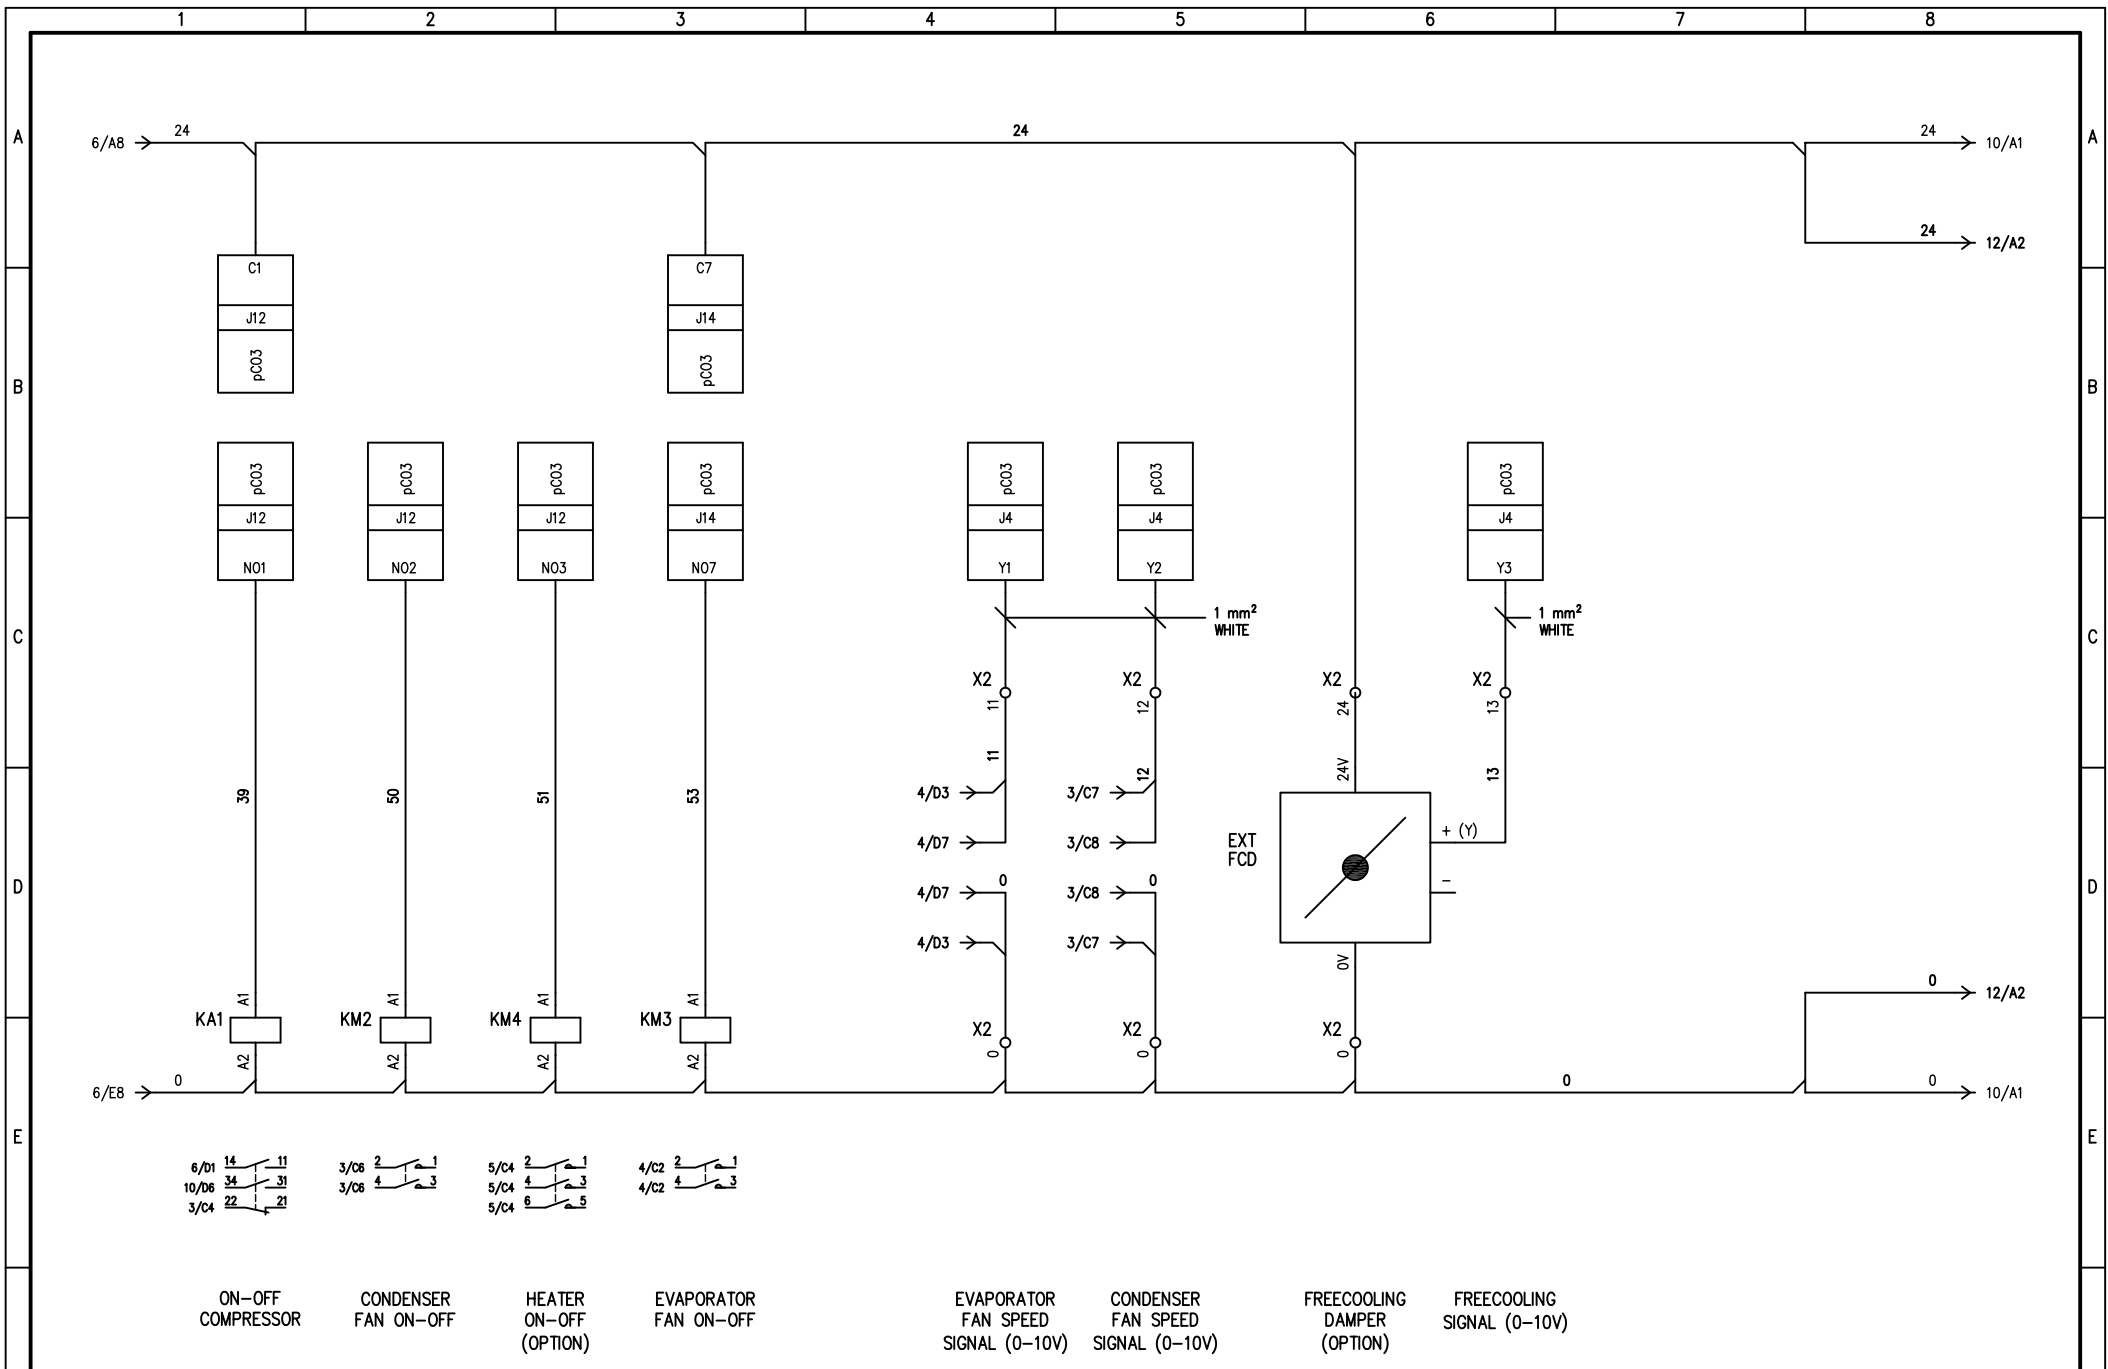 1 2 3 4 5 6 7 8
A A
6/A8 24 24 24 10/A1
24 12/A2
C1 C7
J12 J14
pCO3 pCO3
B B
pCO3 pCO3 pCO3 pCO3 pCO3 pCO3 pCO3
J12 J12 J12 J14 J4 J4 J4
NO1 NO2 NO3 NO7 Y1 Y2 Y3
1 mm² 1 mm²
WHITE WHITE
C C
X2 X2 X2 X2
11 12 24 13
11 12 24V 13
39 50 51 53
4/D3 3/C7
4/D7 3/C8 + (Y)
EXT
FCD
D D
4/D7 0 3/C8 0 -
4/D3 3/C7
0V
0 12/A2
A1 A1 A1 A1
KA1 KM2 KM4 KM3
X2 X2 X2
A2 A2 A2 A2 0 0 0
6/E8 0 0 0 10/A1
E E
6/D1 14 11 3/C6 2 1 5/C4 2 1 4/C2 2 1
10/D6 34 31 3/C6 4 3 5/C4 4 3 4/C2 4 3
3/C4 22 21 5/C4 6 5
ON-OFF CONDENSER HEATER EVAPORATOR EVAPORATOR CONDENSER FREECOOLING FREECOOLING
COMPRESSOR FAN ON-OFF ON-OFF FAN ON-OFF FAN SPEED FAN SPEED DAMPER SIGNAL (0-10V)
(OPTION) SIGNAL (0-10V) SIGNAL (0-10V) (OPTION)